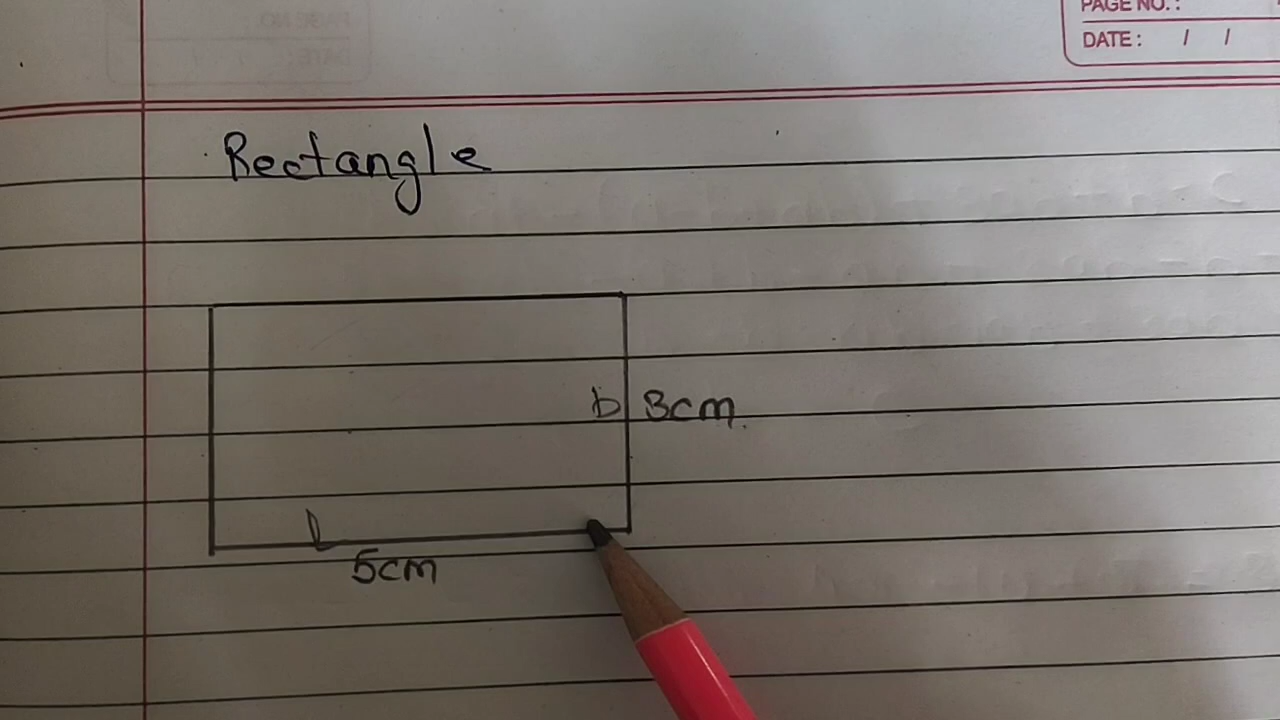 PAGE NO.:
DATE: / /
Rectangle
b 3cm.
l
5cm